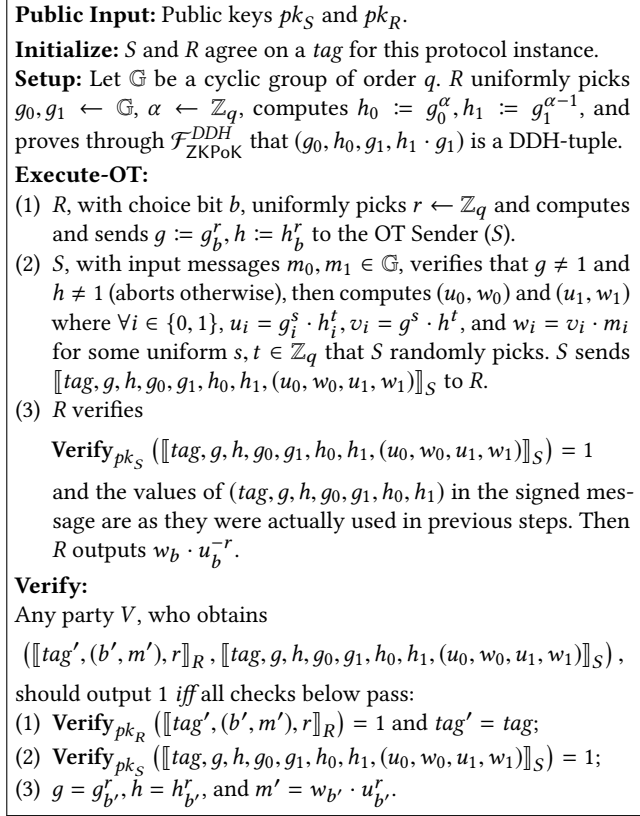 Public Input: Public keys pk_S and pk_R.
Initialize: S and R agree on a tag for this protocol instance.
Setup: Let 𝔾 be a cyclic group of order q. R uniformly picks
g_0, g_1 ← 𝔾, α ← ℤ_q, computes h_0 := g_0^α, h_1 := g_1^{α−1}, and
proves through ℱ_{ZKPoK}^{DDH} that (g_0, h_0, g_1, h_1 · g_1) is a DDH-tuple.
Execute-OT:
(1) R, with choice bit b, uniformly picks r ← ℤ_q and computes
and sends g := g_b^r, h := h_b^r to the OT Sender (S).
(2) S, with input messages m_0, m_1 ∈ 𝔾, verifies that g ≠ 1 and
h ≠ 1 (aborts otherwise), then computes (u_0, w_0) and (u_1, w_1)
where ∀i ∈ {0, 1}, u_i = g_i^s · h_i^t, v_i = g^s · h^t, and w_i = v_i · m_i
for some uniform s, t ∈ ℤ_q that S randomly picks. S sends
⟦tag, g, h, g_0, g_1, h_0, h_1, (u_0, w_0, u_1, w_1)⟧_S to R.
(3) R verifies
Verify_{pk_S} (⟦tag, g, h, g_0, g_1, h_0, h_1, (u_0, w_0, u_1, w_1)⟧_S) = 1
and the values of (tag, g, h, g_0, g_1, h_0, h_1) in the signed mes-
sage are as they were actually used in previous steps. Then
R outputs w_b · u_b^{−r}.
Verify:
Any party V, who obtains
(⟦tag′, (b′, m′), r⟧_R, ⟦tag, g, h, g_0, g_1, h_0, h_1, (u_0, w_0, u_1, w_1)⟧_S),
should output 1 iff all checks below pass:
(1) Verify_{pk_R} (⟦tag′, (b′, m′), r⟧_R) = 1 and tag′ = tag;
(2) Verify_{pk_S} (⟦tag, g, h, g_0, g_1, h_0, h_1, (u_0, w_0, u_1, w_1)⟧_S) = 1;
(3) g = g_{b′}^r, h = h_{b′}^r, and m′ = w_{b′} · u_{b′}^r.